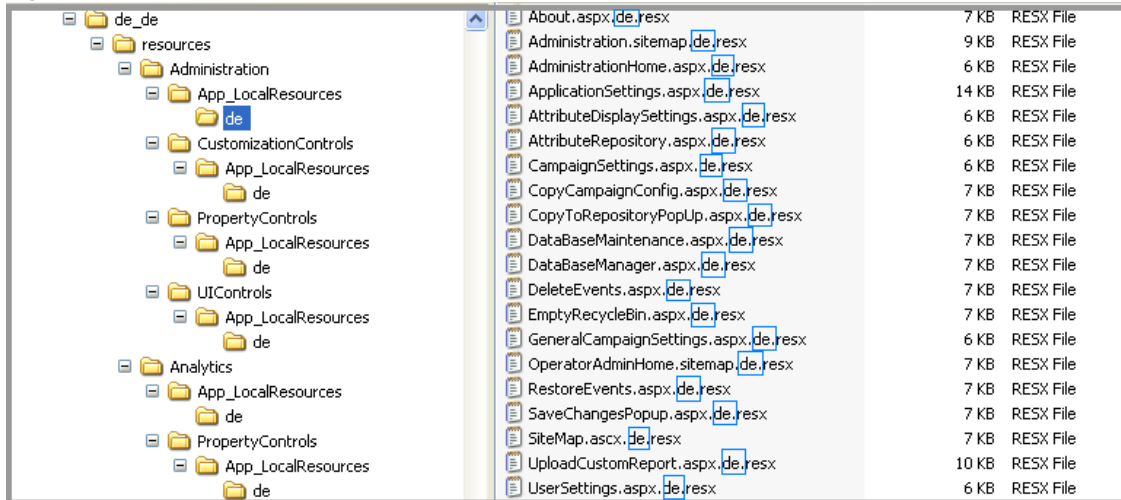 de_de
resources
Administration
App_LocalResources
de
CustomizationControls
App_LocalResources
de
PropertyControls
App_LocalResources
de
UIControls
App_LocalResources
de
Analytics
App_LocalResources
de
PropertyControls
App_LocalResources
de
About.aspx.de.resx 7 KB RESX File
Administration.sitemap.de.resx 9 KB RESX File
AdministrationHome.aspx.de.resx 6 KB RESX File
ApplicationSettings.aspx.de.resx 14 KB RESX File
AttributeDisplaySettings.aspx.de.resx 6 KB RESX File
AttributeRepository.aspx.de.resx 6 KB RESX File
CampaignSettings.aspx.de.resx 6 KB RESX File
CopyCampaignConfig.aspx.de.resx 7 KB RESX File
CopyToRepositoryPopUp.aspx.de.resx 7 KB RESX File
DataBaseMaintenance.aspx.de.resx 7 KB RESX File
DataBaseManager.aspx.de.resx 7 KB RESX File
DeleteEvents.aspx.de.resx 6 KB RESX File
EmptyRecycleBin.aspx.de.resx 7 KB RESX File
GeneralCampaignSettings.aspx.de.resx 6 KB RESX File
OperatorAdminHome.sitemap.de.resx 7 KB RESX File
RestoreEvents.aspx.de.resx 7 KB RESX File
SaveChangesPopup.aspx.de.resx 7 KB RESX File
SiteMap.ascx.de.resx 7 KB RESX File
UploadCustomReport.aspx.de.resx 10 KB RESX File
UserSettings.aspx.de.resx 6 KB RESX File